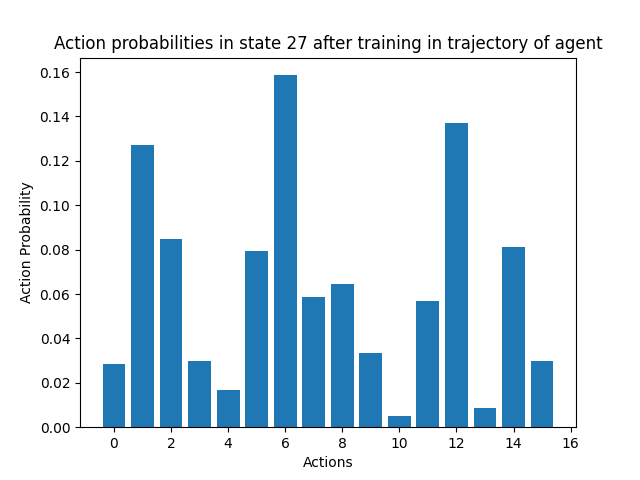 Action probabilities in state 27 after training in trajectory of agent
0.16
0.14
0.12
0.10
0.08
0.06
0.04
0.02
0.00
Action Probability
0 2 4 6 8 10 12 14 16
Actions